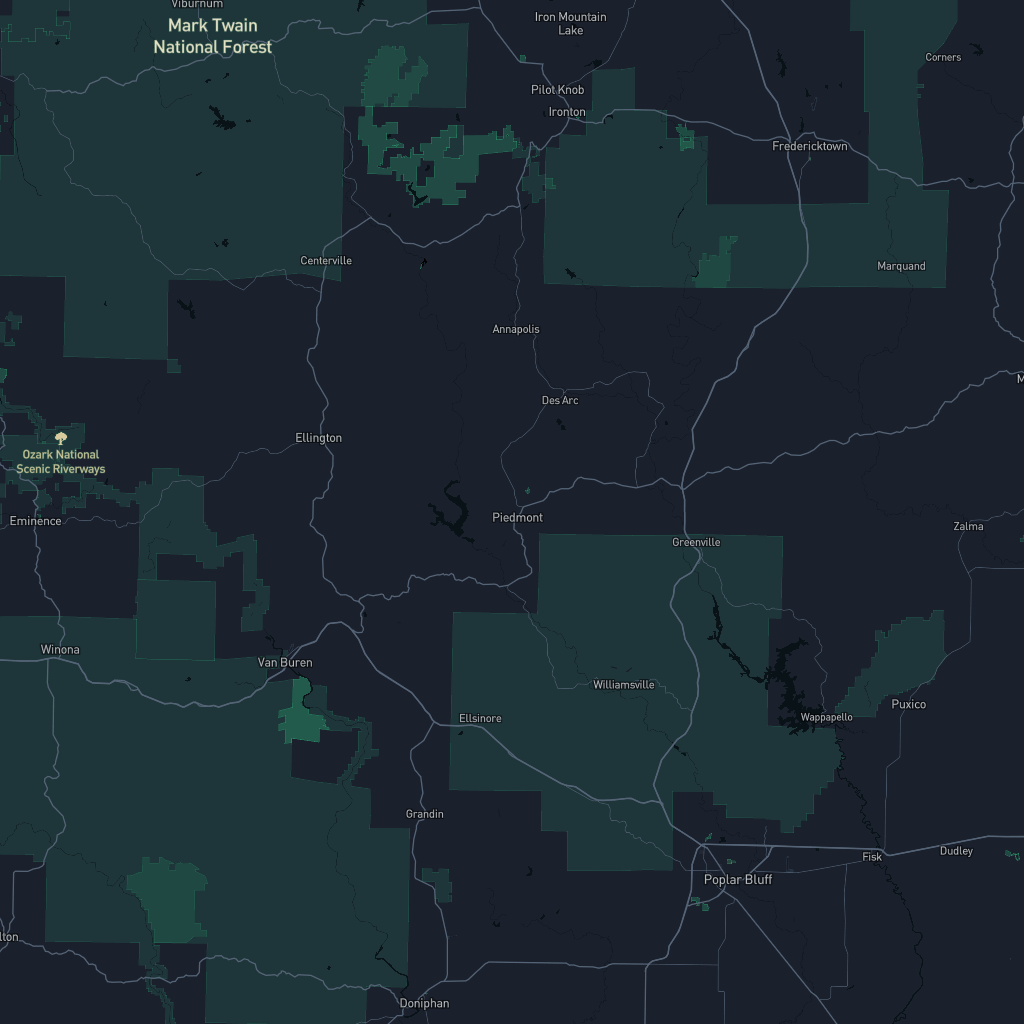 Viburnum
Mark Twain
National Forest
Iron Mountain
Lake
Corners
Pilot Knob
Ironton
Fredericktown
Centerville
Marquand
Annapolis
Des Arc
Ellington
Ozark National
Scenic Riverways
Eminence
Piedmont
Zalma
Greenville
Winona
Van Buren
Williamsville
Puxico
Wappapello
Ellsinore
Grandin
Dudley
Fisk
Poplar Bluff
lton
Doniphan